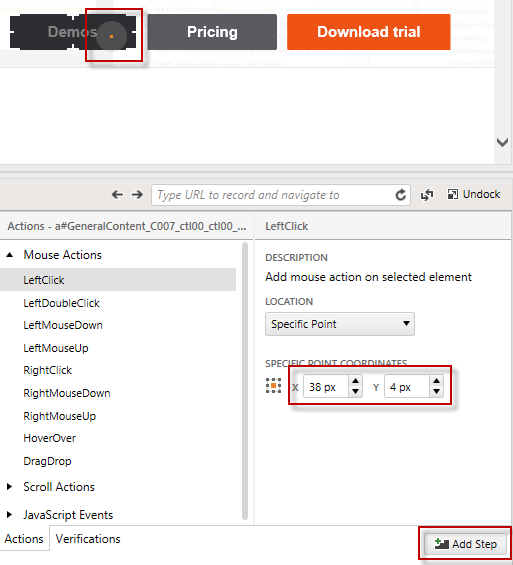 Demos Pricing Download trial
Type URL to record and navigate to Undock
Actions - a#GeneralContent_C007_ctl00_ctl00_... LeftClick
Mouse Actions
DESCRIPTION
Add mouse action on selected element
LeftClick
LeftDoubleClick
LOCATION
LeftMouseDown
Specific Point
LeftMouseUp
RightClick
SPECIFIC POINT COORDINATES
RightMouseDown
X 38 px Y 4 px
RightMouseUp
HoverOver
DragDrop
Scroll Actions
JavaScript Events
Actions Verifications Add Step